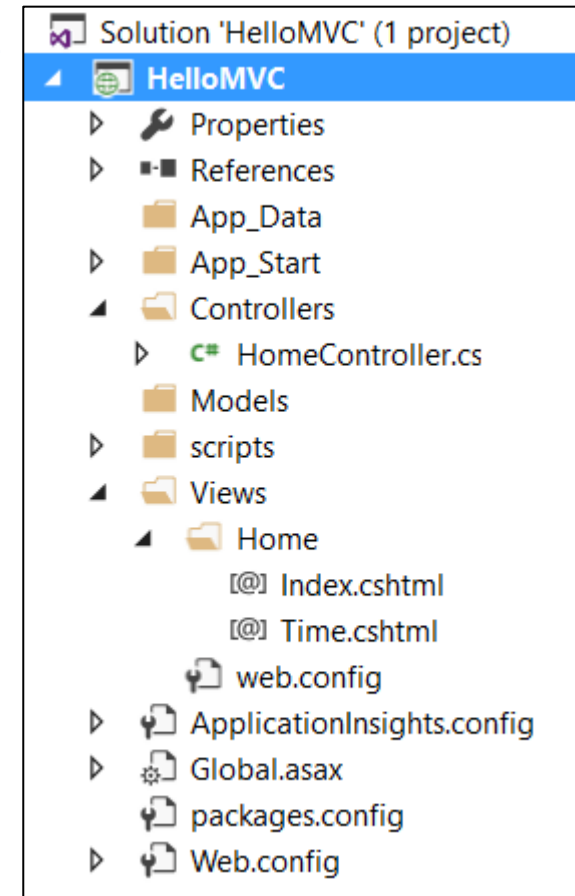 Solution 'HelloMVC' (1 project)
HelloMVC
Properties
References
App_Data
App_Start
Controllers
C# HomeController.cs
Models
scripts
Views
Home
[@] Index.cshtml
[@] Time.cshtml
web.config
ApplicationInsights.config
Global.asax
packages.config
Web.config